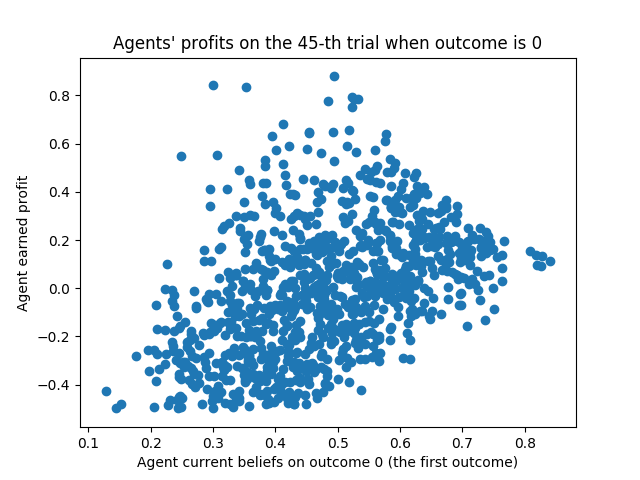 Agents' profits on the 45-th trial when outcome is 0
Agent earned profit
0.8
0.6
0.4
0.2
0.0
−0.2
−0.4
0.1 0.2 0.3 0.4 0.5 0.6 0.7 0.8
Agent current beliefs on outcome 0 (the first outcome)